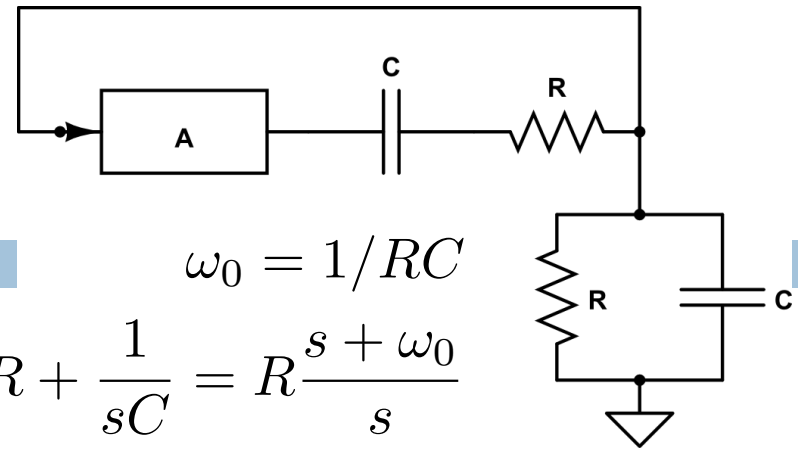 C
R
A
ω₀ = 1/RC
R
C
R + 1/sC = R (s + ω₀)/s